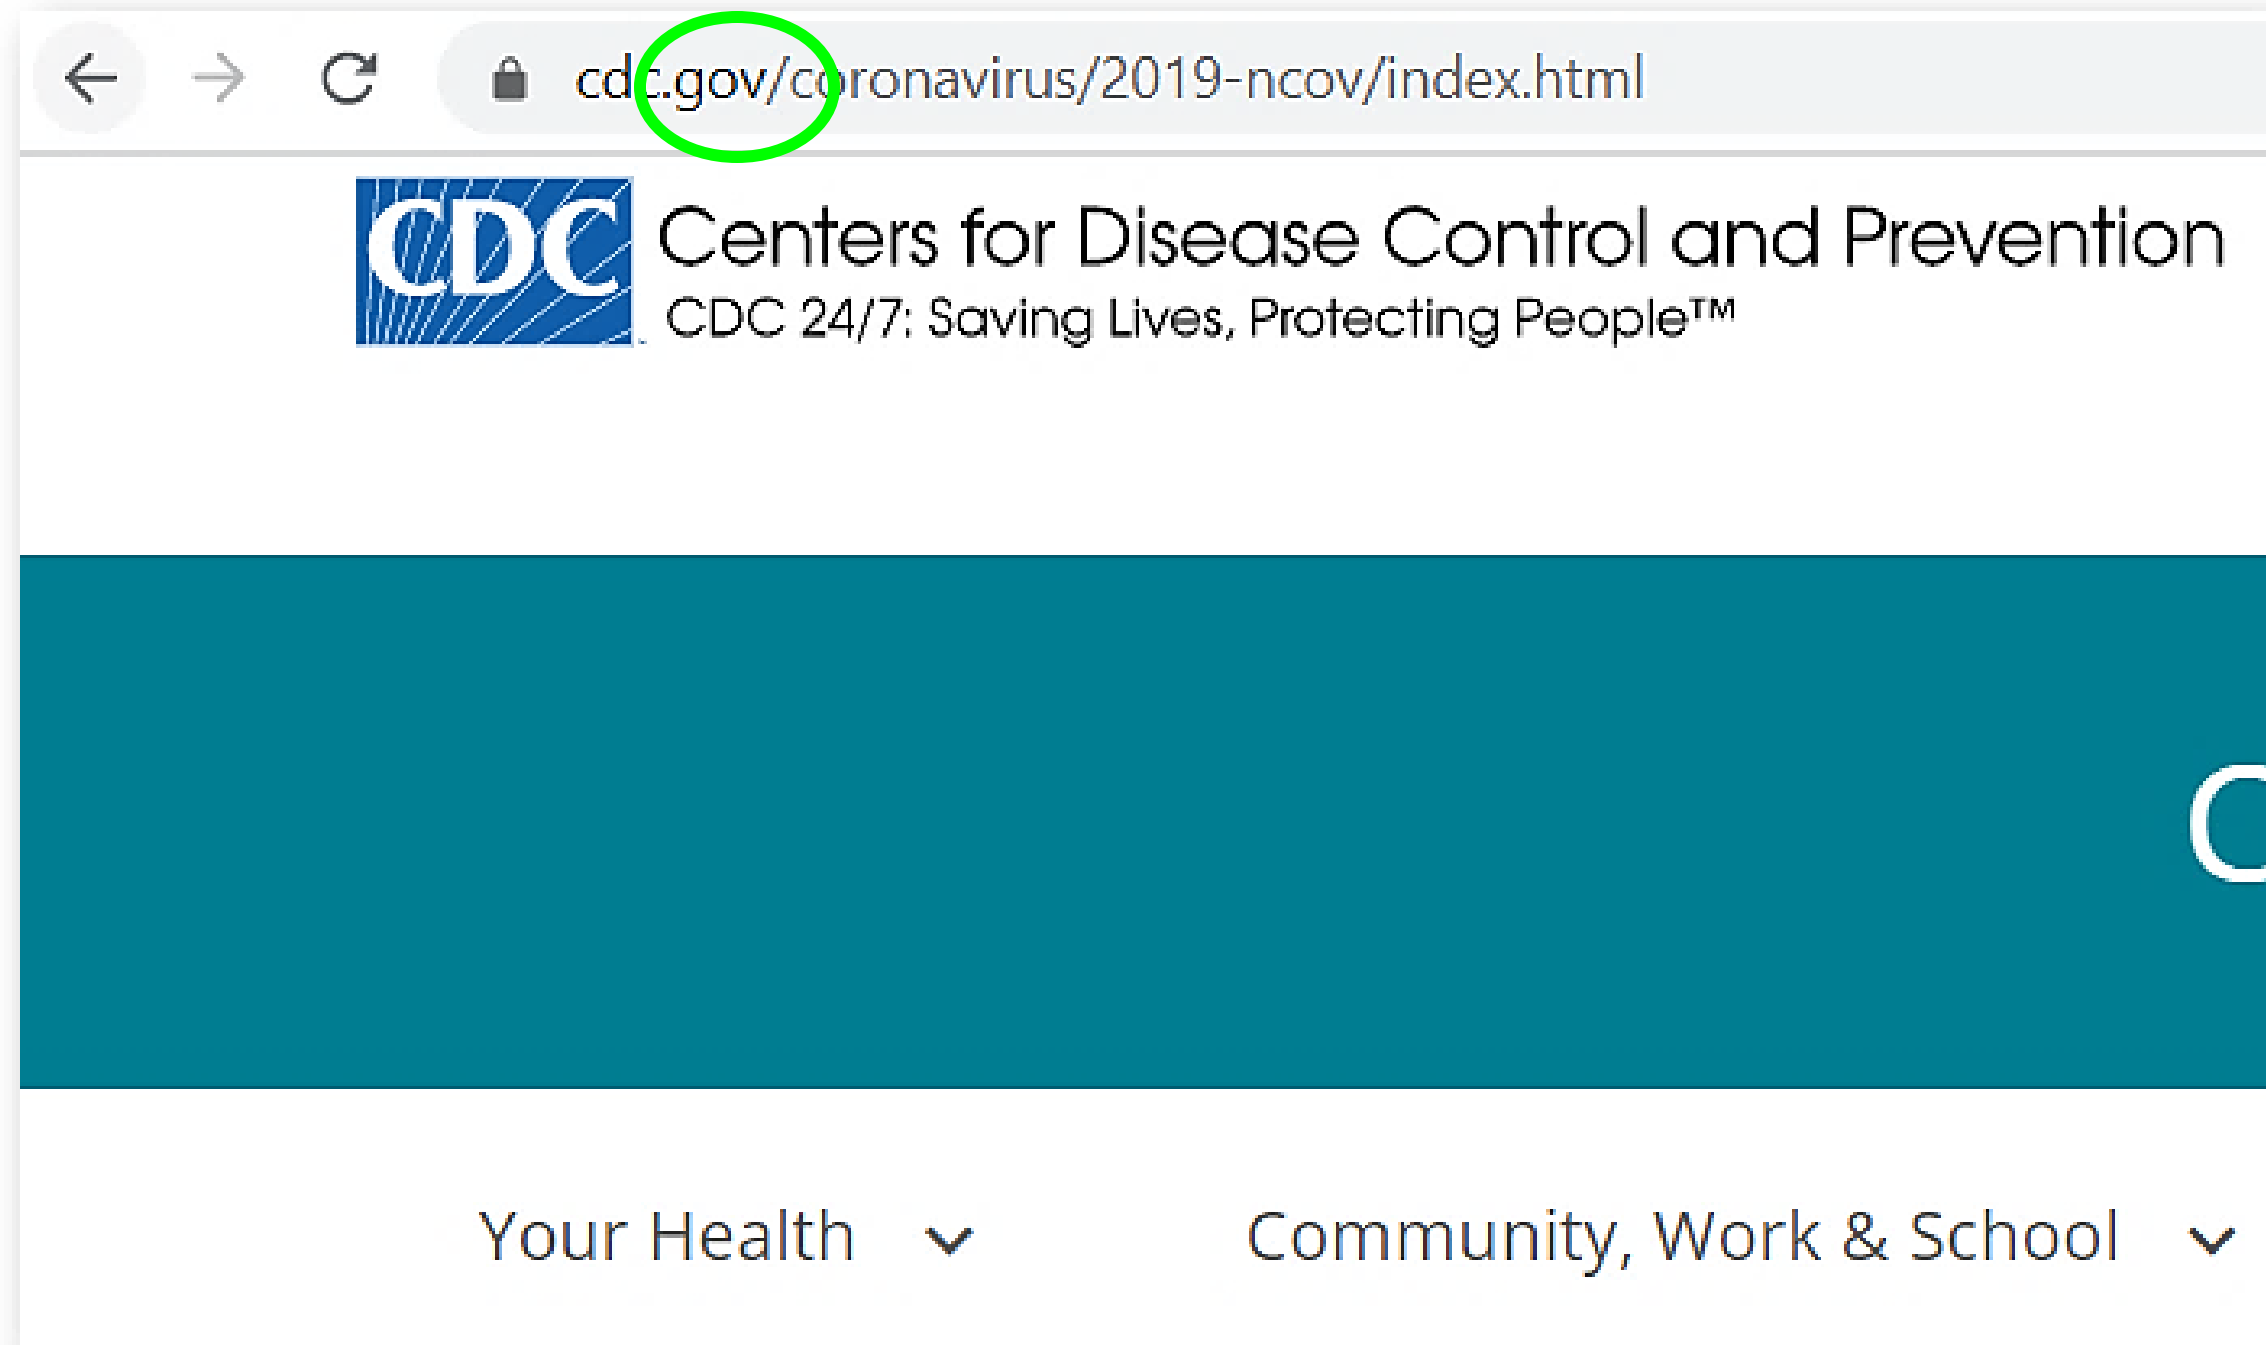 cdc.gov/coronavirus/2019-ncov/index.html
CDC Centers for Disease Control and Prevention
CDC 24/7: Saving Lives, Protecting People™
C
Your Health
Community, Work & School